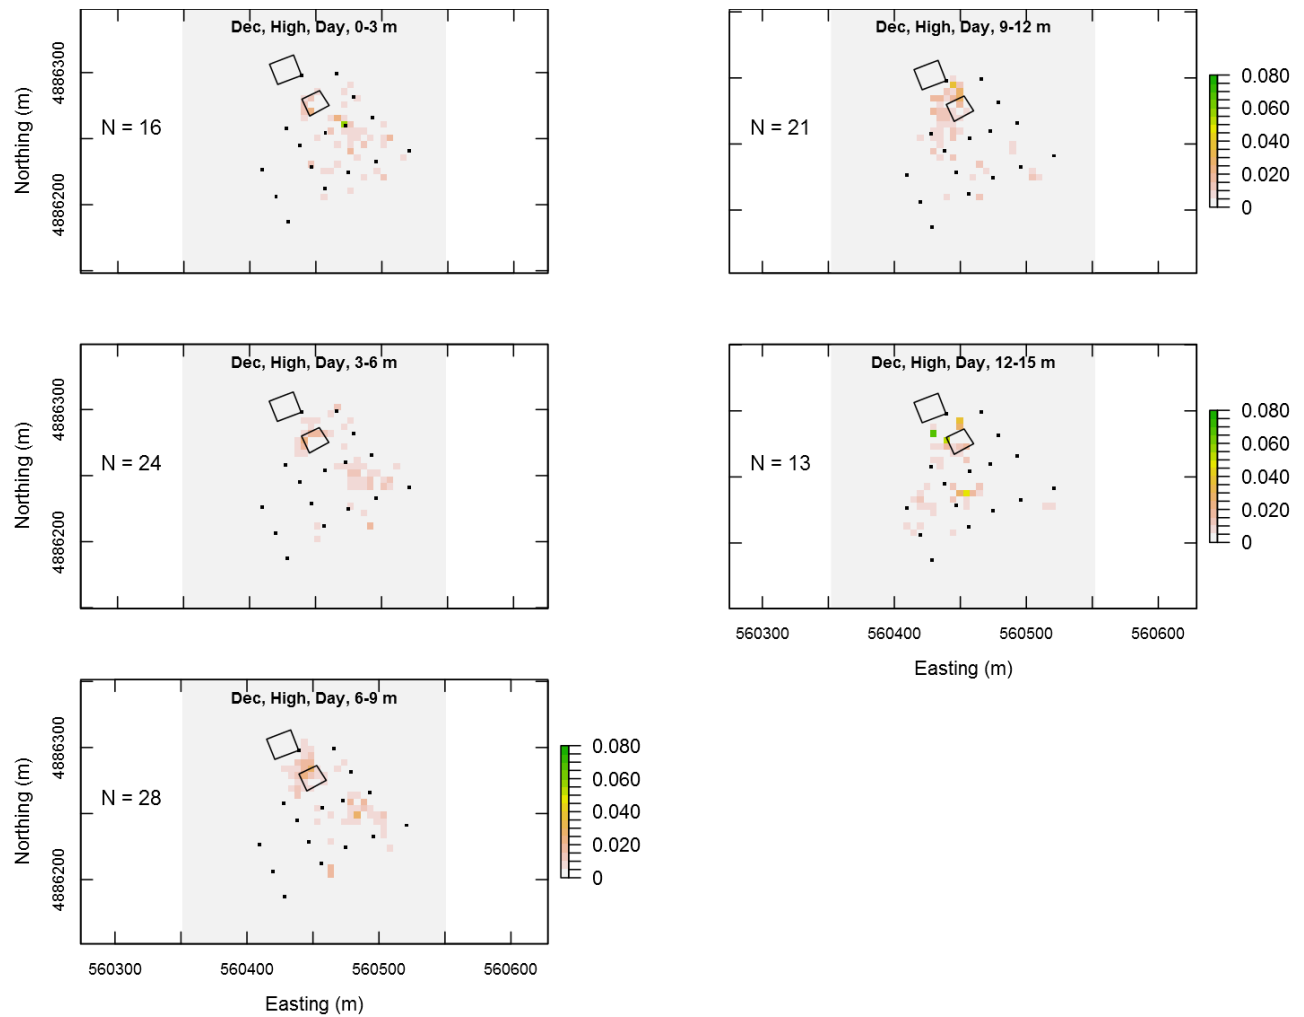 Dec, High, Day, 0-3 m
Northing (m)
4886300
4886200
N = 16
Dec, High, Day, 9-12 m
N = 21
0.080
0.060
0.040
0.020
0
Dec, High, Day, 3-6 m
Northing (m)
4886300
4886200
N = 24
Dec, High, Day, 12-15 m
N = 13
0.080
0.060
0.040
0.020
0
560300 560400 560500 560600
Easting (m)
Dec, High, Day, 6-9 m
Northing (m)
4886300
4886200
N = 28
0.080
0.060
0.040
0.020
0
560300 560400 560500 560600
Easting (m)